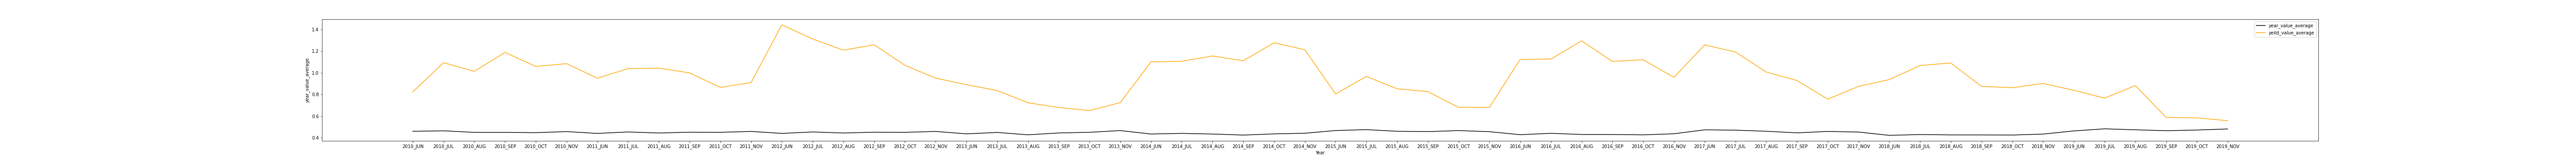 year_value_average
yeild_value_average
year_value_average
1.4
1.2
1.0
0.8
0.6
0.4
2010_JUN 2010_JUL 2010_AUG 2010_SEP 2010_OCT 2010_NOV 2011_JUN 2011_JUL 2011_AUG 2011_SEP 2011_OCT 2011_NOV 2012_JUN 2012_JUL 2012_AUG 2012_SEP 2012_OCT 2012_NOV 2013_JUN 2013_JUL 2013_AUG 2013_SEP 2013_OCT 2013_NOV 2014_JUN 2014_JUL 2014_AUG 2014_SEP 2014_OCT 2014_NOV 2015_JUN 2015_JUL 2015_AUG 2015_SEP 2015_OCT 2015_NOV 2016_JUN 2016_JUL 2016_AUG 2016_SEP 2016_OCT 2016_NOV 2017_JUN 2017_JUL 2017_AUG 2017_SEP 2017_OCT 2017_NOV 2018_JUN 2018_JUL 2018_AUG 2018_SEP 2018_OCT 2018_NOV 2019_JUN 2019_JUL 2019_AUG 2019_SEP 2019_OCT 2019_NOV
Year